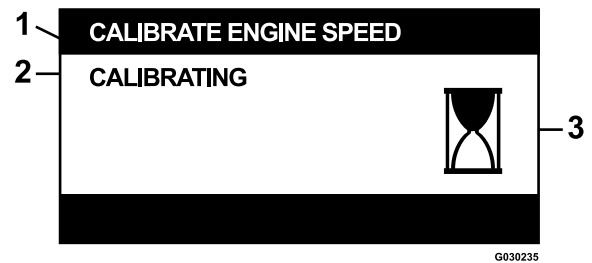 1
CALIBRATE ENGINE SPEED
2
CALIBRATING
3
G030235